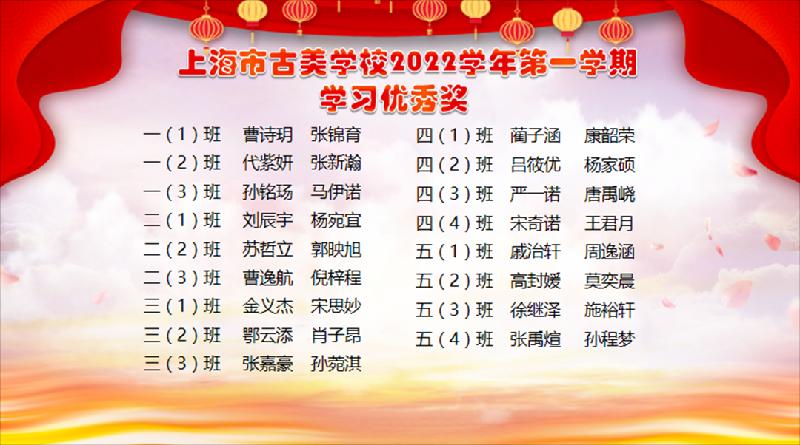 上海市古美学校2022学年第一学期
学习优秀奖
一（1）班 曹诗玥 张锦育
一（2）班 代紫妍 张新瀚
一（3）班 孙铭玚 马伊诺
二（1）班 刘辰宇 杨宛宜
二（2）班 苏哲立 郭映旭
二（3）班 曹逸航 倪梓程
三（1）班 金义杰 宋思妙
三（2）班 鄂云添 肖子昂
三（3）班 张嘉豪 孙菀淇
四（1）班 蔺子涵 康韶荣
四（2）班 吕筱优 杨家硕
四（3）班 严一诺 唐禹峣
四（4）班 宋奇诺 王君月
五（1）班 戚治轩 周逸涵
五（2）班 高封媛 莫奕晨
五（3）班 徐继泽 施裕轩
五（4）班 张禹煊 孙程梦